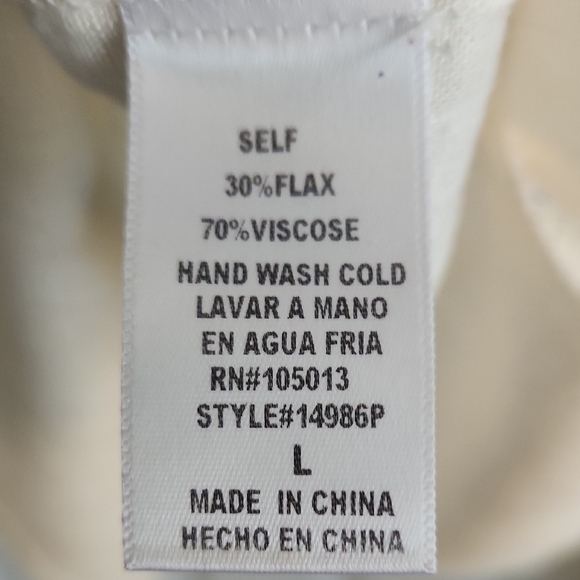 SELF
30%FLAX
70%VISCOSE
HAND WASH COLD
LAVAR A MANO
EN AGUA FRIA
RN#105013
STYLE#14986P
L
MADE IN CHINA
HECHO EN CHINA